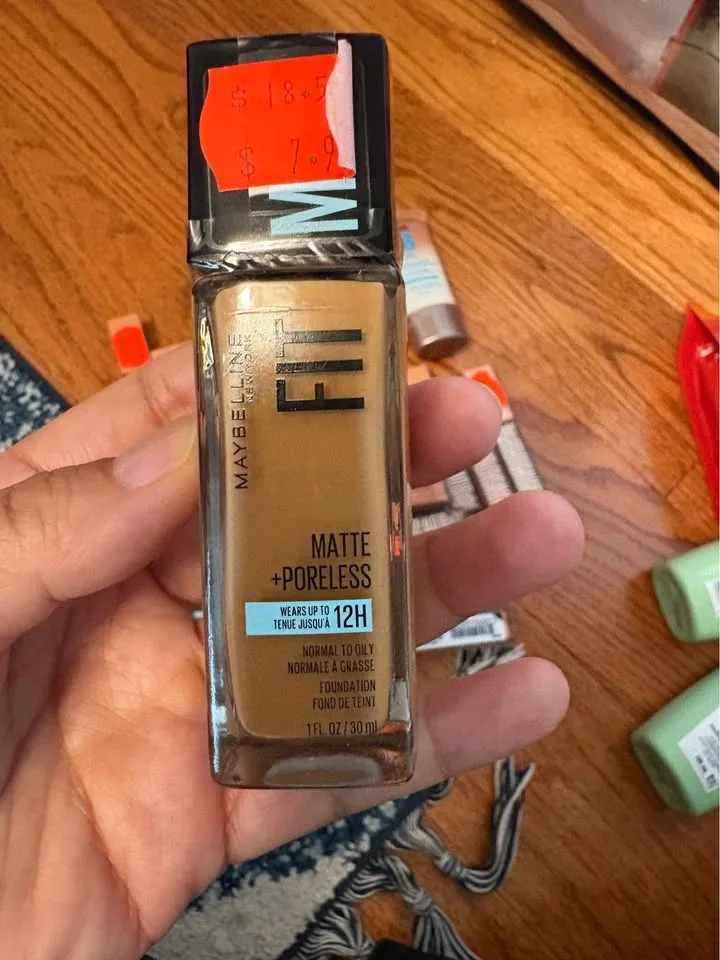 $ 18.5
$ 7.9
M
FIT
MAYBELLINE
NEW YORK
MATTE
+PORELESS
WEARS UP TO
TENUE JUSQU'À 12H
NORMAL TO OILY
NORMALE À GRASSE
FOUNDATION
FOND DE TEINT
1 FL OZ / 30 ml